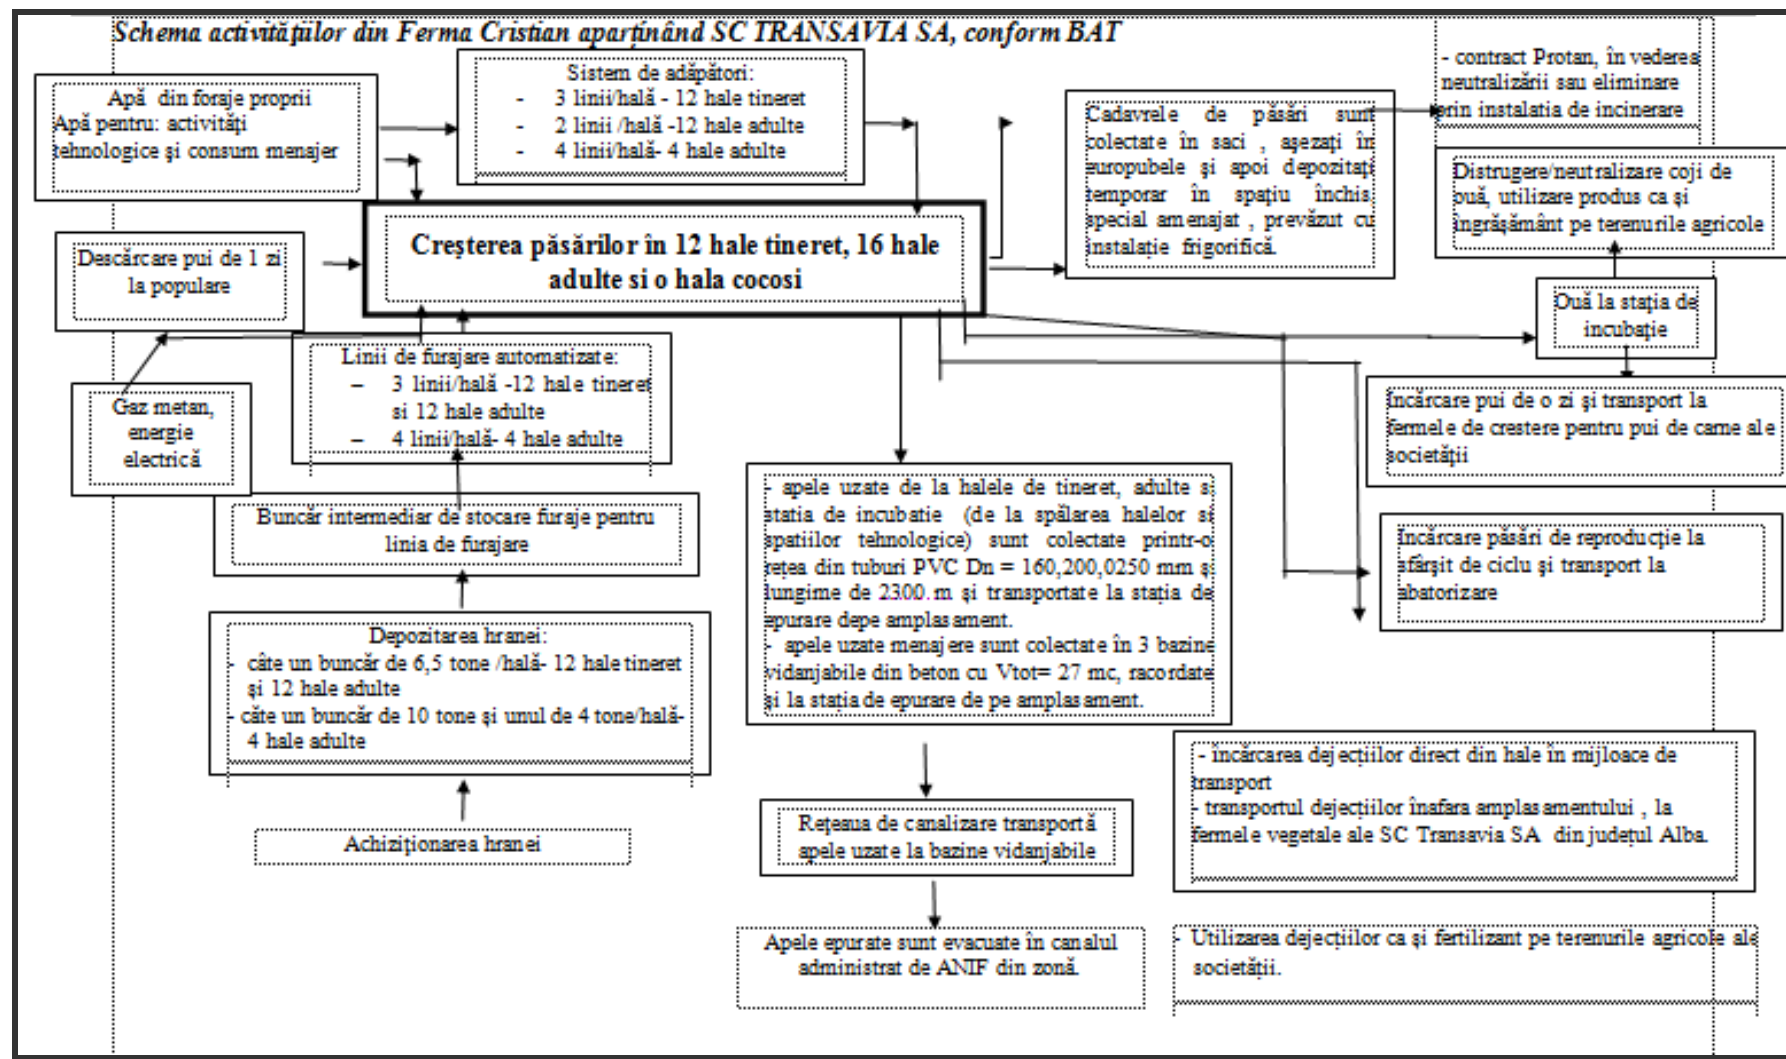 Schema activităţiilor din Ferma Cristian aparţinând SC TRANSAVIA SA, conform BAT
Apă din foraje proprii
Apă pentru: activităţi
tehnologice şi consum menajer
Sistem de adăpători:
- 3 linii/hală - 12 hale tineret
- 2 linii /hală -12 hale adulte
- 4 linii/hală- 4 hale adulte
Cadavrele de păsări sunt
colectate în saci , aşezaţi în
europubele şi apoi depozitaţi
temporar în spaţiu închis
special amenajat , prevăzut cu
instalaţie frigorifică.
- contract Protan, în vederea
neutralizării sau eliminare
prin instalatia de incinerare
Distrugere/neutralizare coji de
ouă, utilizare produs ca şi
îngrăşământ pe terenurile agricole
Descărcare pui de 1 zi
la populare
Creşterea păsărilor în 12 hale tineret, 16 hale
adulte si o hala cocosi
Ouă la staţia de
incubaţie
Linii de furajare automatizate:
– 3 linii/hală -12 hale tineret
si 12 hale adulte
– 4 linii/hală- 4 hale adulte
Gaz metan,
energie
electrică
Încărcare pui de o zi şi transport la
fermele de crestere pentru pui de carne ale
societăţii
Buncăr intermediar de stocare furaje pentru
linia de furajare
- apele uzate de la halele de tineret, adulte s
statia de incubatie (de la spălarea halelor si
spatiilor tehnologice) sunt colectate printr-o
reţea din tuburi PVC Dn = 160,200,0250 mm ş
lungime de 2300. m şi transportate la staţia de
epurare depe amplasament.
- apele uzate menajere sunt colectate în 3 bazine
vidanjabile din beton cu Vtot= 27 mc, racordate
şi la staţia de epurare de pe amplasament.
Încărcare păsări de reproducţie la
sfârşit de ciclu şi transport la
abatorizare
Depozitarea hranei:
- câte un buncăr de 6,5 tone /hală- 12 hale tineret
şi 12 hale adulte
- câte un buncăr de 10 tone şi unul de 4 tone/hală-
4 hale adulte
- încărcarea dejecţiilor direct din hale în mijloace de
transport
- transportul dejecţiilor înafara amplasamentului , la
fermele vegetale ale SC Transavia SA din judeţul Alba.
Achiziţionarea hranei
Reţeaua de canalizare transportă
apele uzate la bazine vidanjabile
Apele epurate sunt evacuate în canalul
administrat de ANIF din zonă.
- Utilizarea dejecţiilor ca şi fertilizant pe terenurile agricole ale
societăţii.